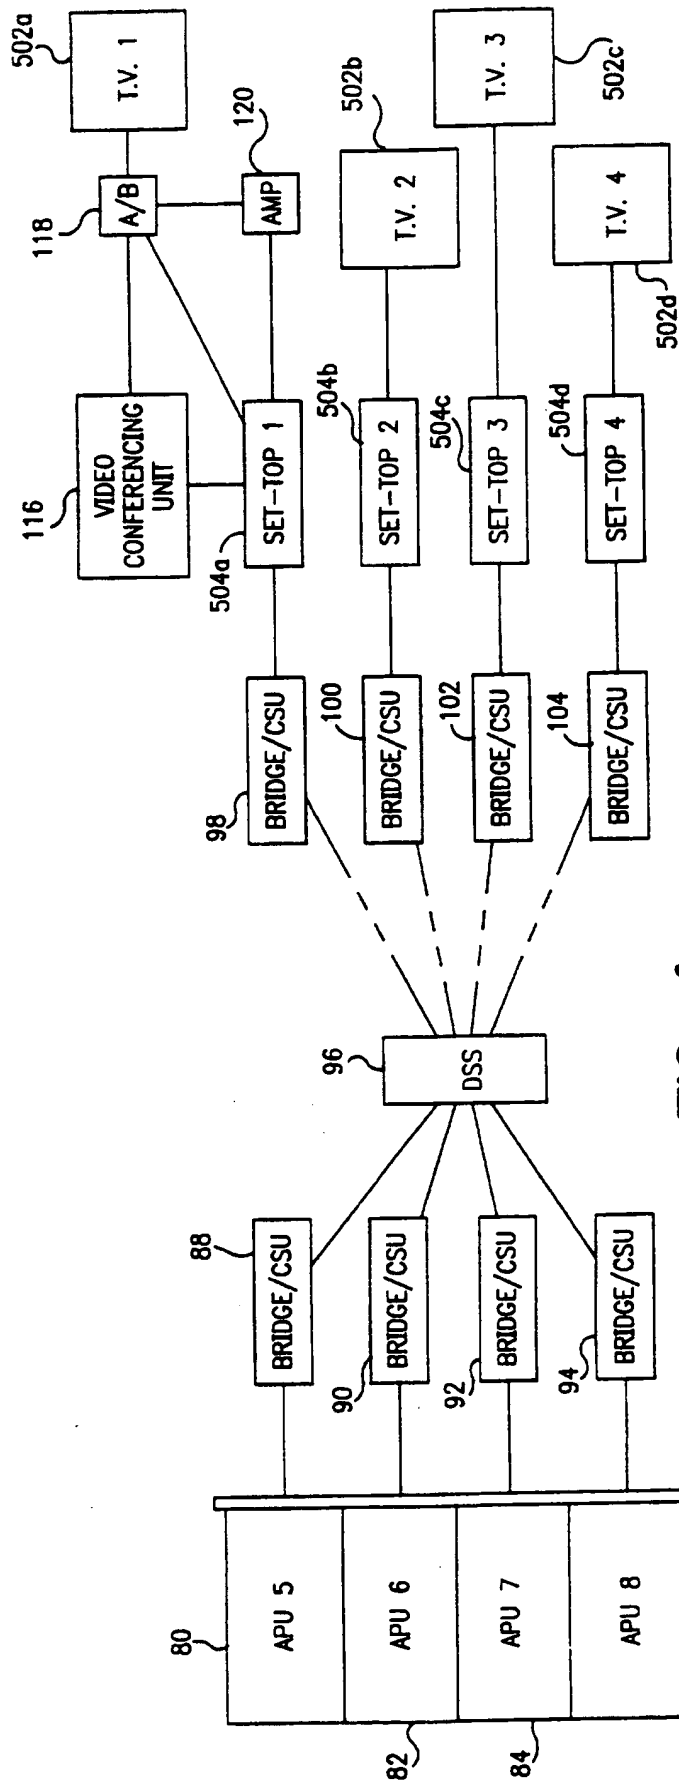 80
APU 5
APU 6
APU 7
APU 8
82
84
88
BRIDGE/CSU
90
BRIDGE/CSU
92
BRIDGE/CSU
94
BRIDGE/CSU
96
DSS
98
BRIDGE/CSU
100
BRIDGE/CSU
102
BRIDGE/CSU
104
BRIDGE/CSU
116
VIDEO
CONFERENCING
UNIT
504a
SET-TOP 1
504b
SET-TOP 2
504c
SET-TOP 3
504d
SET-TOP 4
118
A/B
120
AMP
502a
T.V. 1
502b
T.V. 2
502c
T.V. 3
502d
T.V. 4